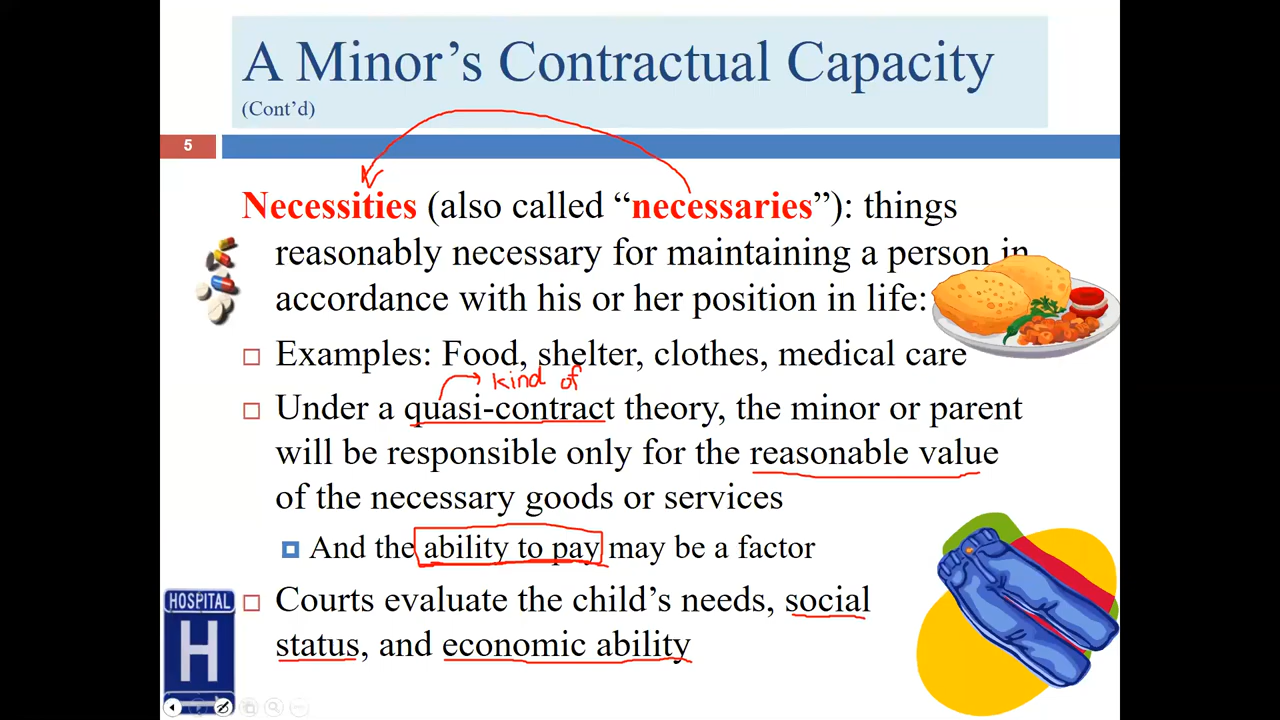 A Minor's Contractual Capacity
(Cont'd)
5
Necessities (also called “necessaries”): things
reasonably necessary for maintaining a person in
accordance with his or her position in life:
Examples: Food, shelter, clothes, medical care
kind of
Under a quasi-contract theory, the minor or parent
will be responsible only for the reasonable value
of the necessary goods or services
And the ability to pay may be a factor
Courts evaluate the child's needs, social
status, and economic ability
HOSPITAL
H